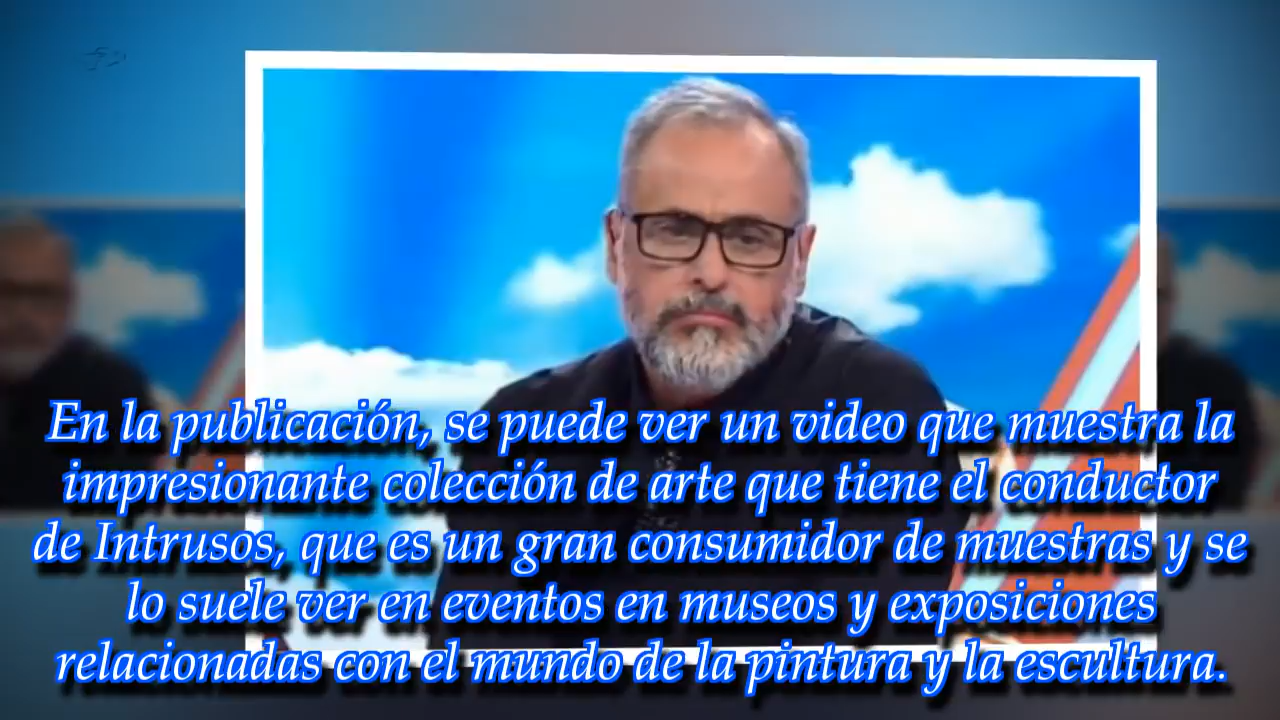 En la publicación, se puede ver un video que muestra la
impresionante colección de arte que tiene el conductor
de Intrusos, que es un gran consumidor de muestras y se
lo suele ver en eventos en museos y exposiciones
relacionadas con el mundo de la pintura y la escultura.